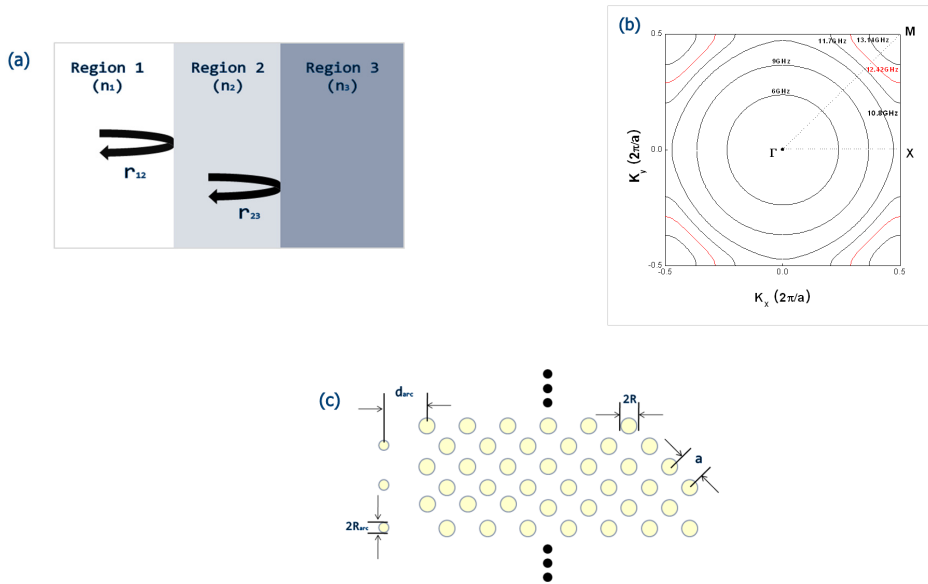 (a)
Region 1
(n₁)
Region 2
(n₂)
Region 3
(n₃)
r₁₂
r₂₃
(b)
M
0.5
11.7GHz
13.14GHz
9GHz
12.42GHz
6GHz
10.8GHz
0.0
Γ
X
K_y (2π/a)
-0.5
-0.5
0.0
0.5
K_X (2π/a)
(c)
d_arc
2R
a
2R_arc